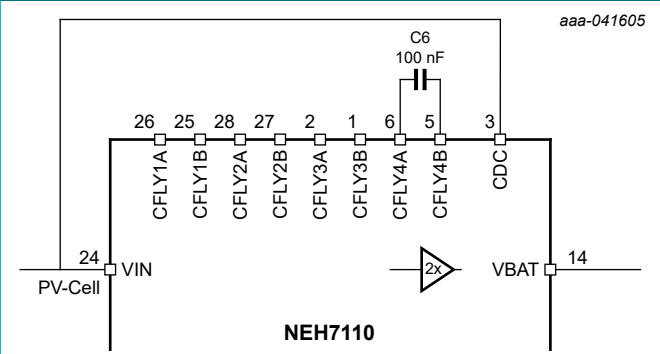 aaa-041605
C6
100 nF
26 25 28 27 2 1 6 5 3
CFLY1A CFLY1B CFLY2A CFLY2B CFLY3A CFLY3B CFLY4A CFLY4B CDC
24 VIN 2x VBAT 14
PV-Cell
NEH7110